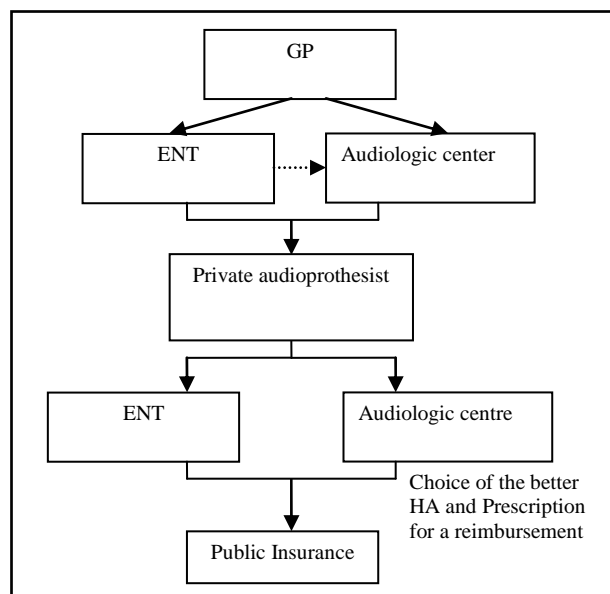 GP
ENT
Audiologic center
Private audioprothesist
ENT
Audiologic centre
Choice of the better
HA and Prescription
for a reimbursement
Public Insurance